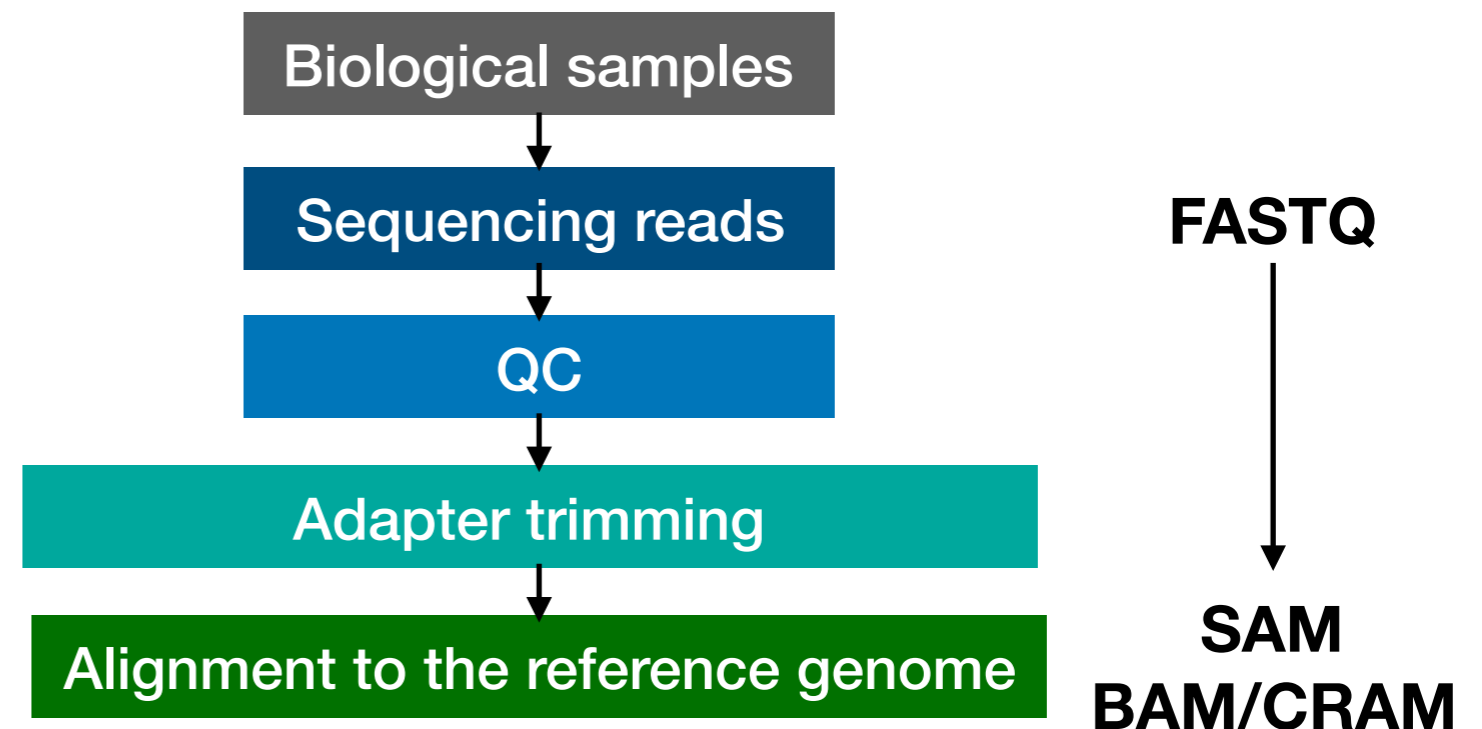 Biological samples
Sequencing reads
FASTQ
QC
Adapter trimming
Alignment to the reference genome
SAM
BAM/CRAM